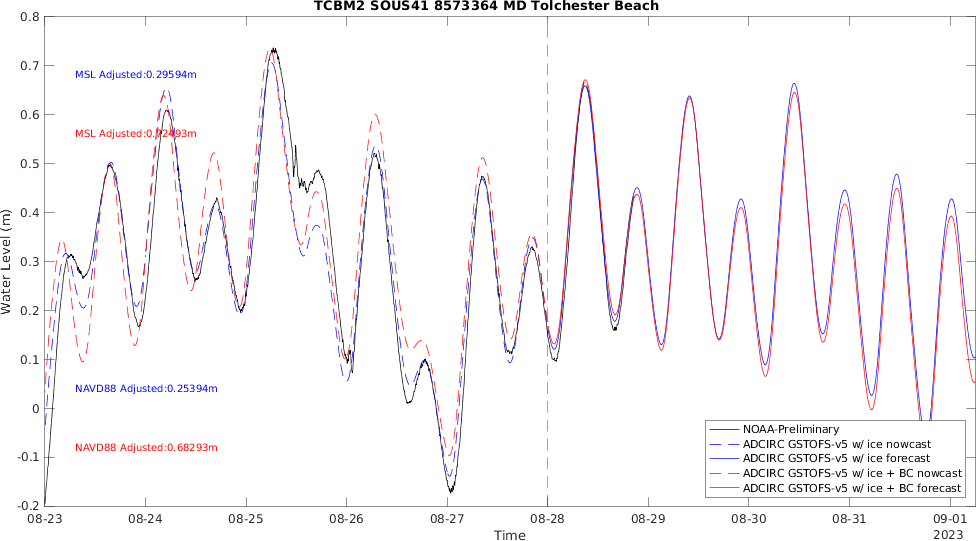 TCBM2 SOUS41 8573364 MD Tolchester Beach
0.8
0.7
0.6
0.5
0.4
0.3
0.2
0.1
0
-0.1
-0.2
Water Level (m)
MSL Adjusted:0.29594m
MSL Adjusted:0.72493m
NAVD88 Adjusted:0.25394m
NAVD88 Adjusted:0.68293m
NOAA-Preliminary
ADCIRC GSTOFS-v5 w/ ice nowcast
ADCIRC GSTOFS-v5 w/ ice forecast
ADCIRC GSTOFS-v5 w/ ice + BC nowcast
ADCIRC GSTOFS-v5 w/ ice + BC forecast
08-23 08-24 08-25 08-26 08-27 08-28 08-29 08-30 08-31 09-01
Time 2023